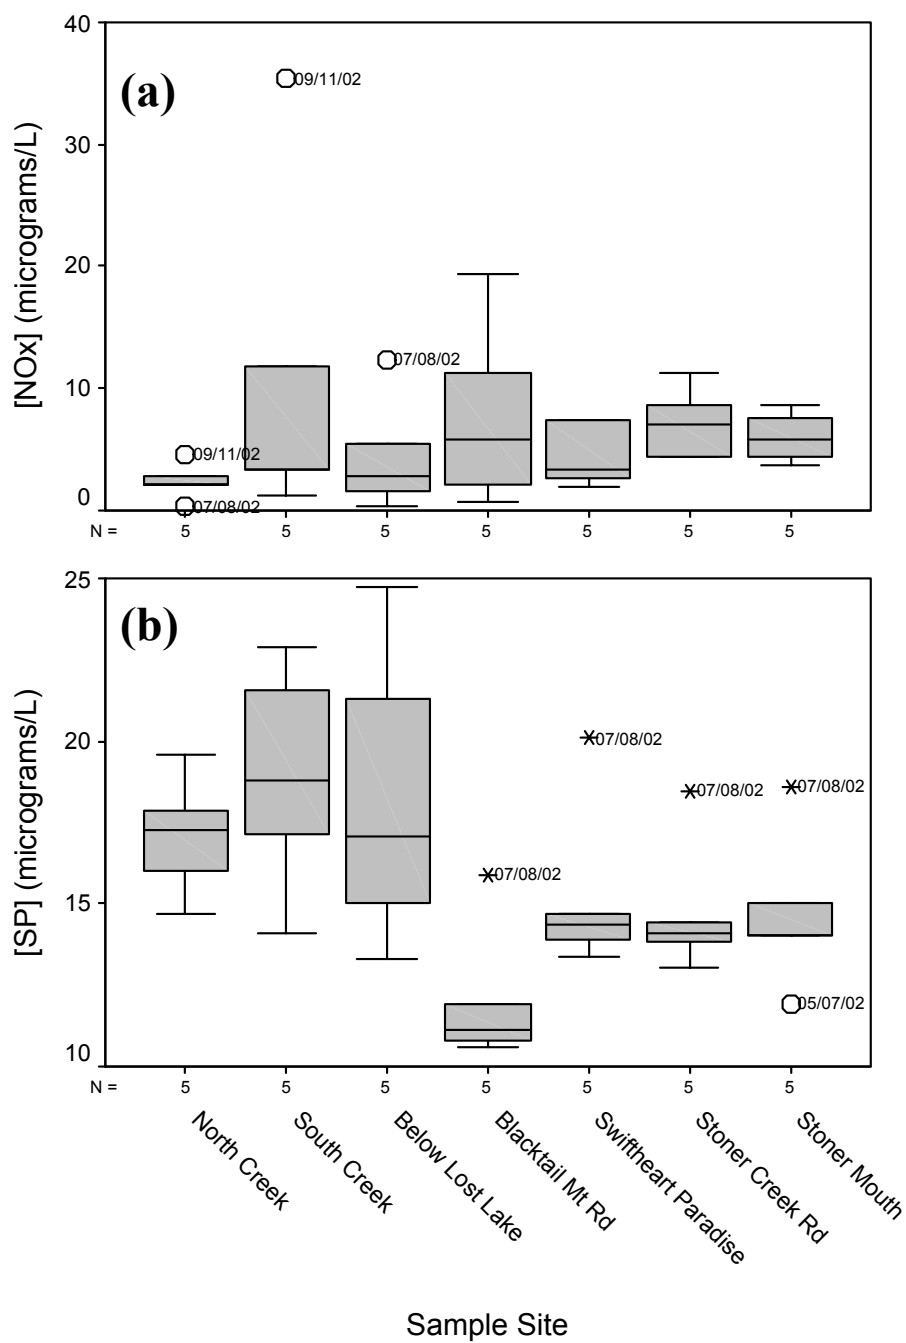 40
(a)
09/11/02
30
[NOx] (micrograms/L)
20
07/08/02
10
09/11/02
07/08/02
0
N = 5 5 5 5 5 5 5
25
(b)
20
07/08/02
07/08/02
07/08/02
[SP] (micrograms/L)
07/08/02
15
05/07/02
10
N = 5 5 5 5 5 5 5
North Creek
South Creek
Below Lost Lake
Blacktail Mt Rd
Swiftheart Paradise
Stoner Creek Rd
Stoner Mouth
Sample Site